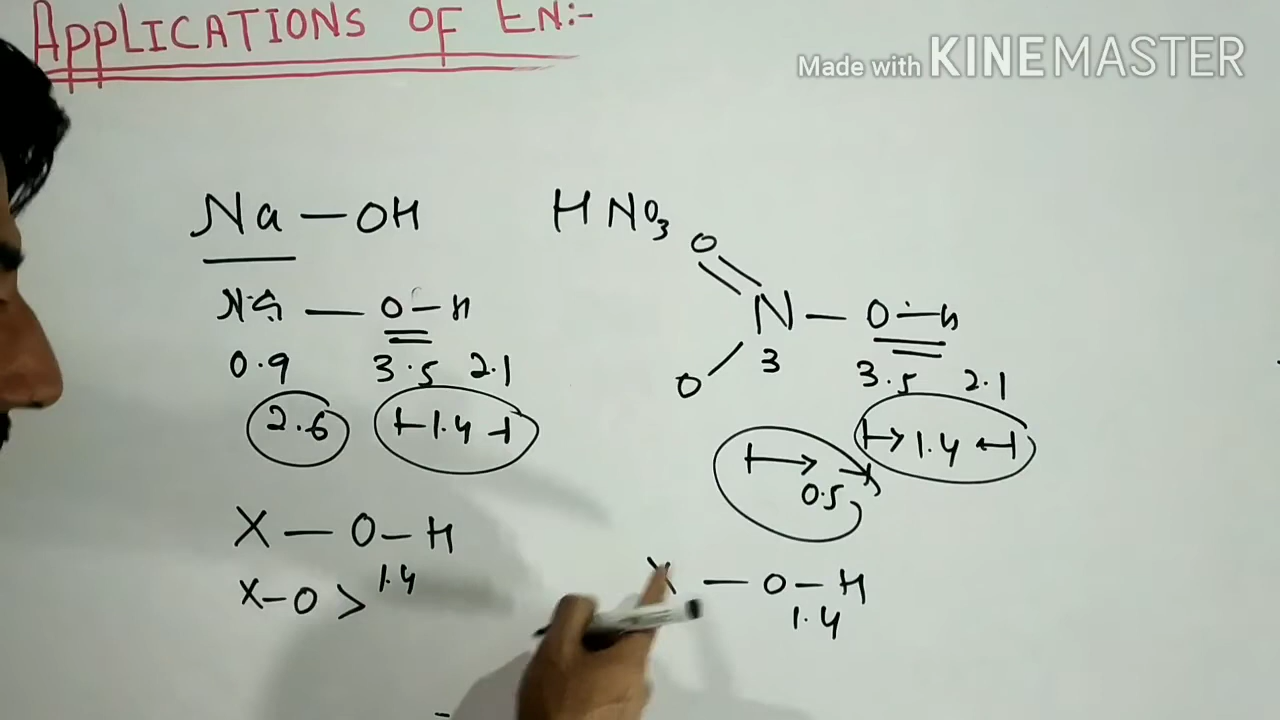 APPLICATIONS OF EN:-
Made with KINEMASTER
Na — OH
HNO3
O
Na — O — H
N — O — H
0.9 3.5 2.1
O 3 3.5 2.1
2.6 1.4
1.4
0.5
X — O — H
X-O > 1.4
X — O — H
1.4